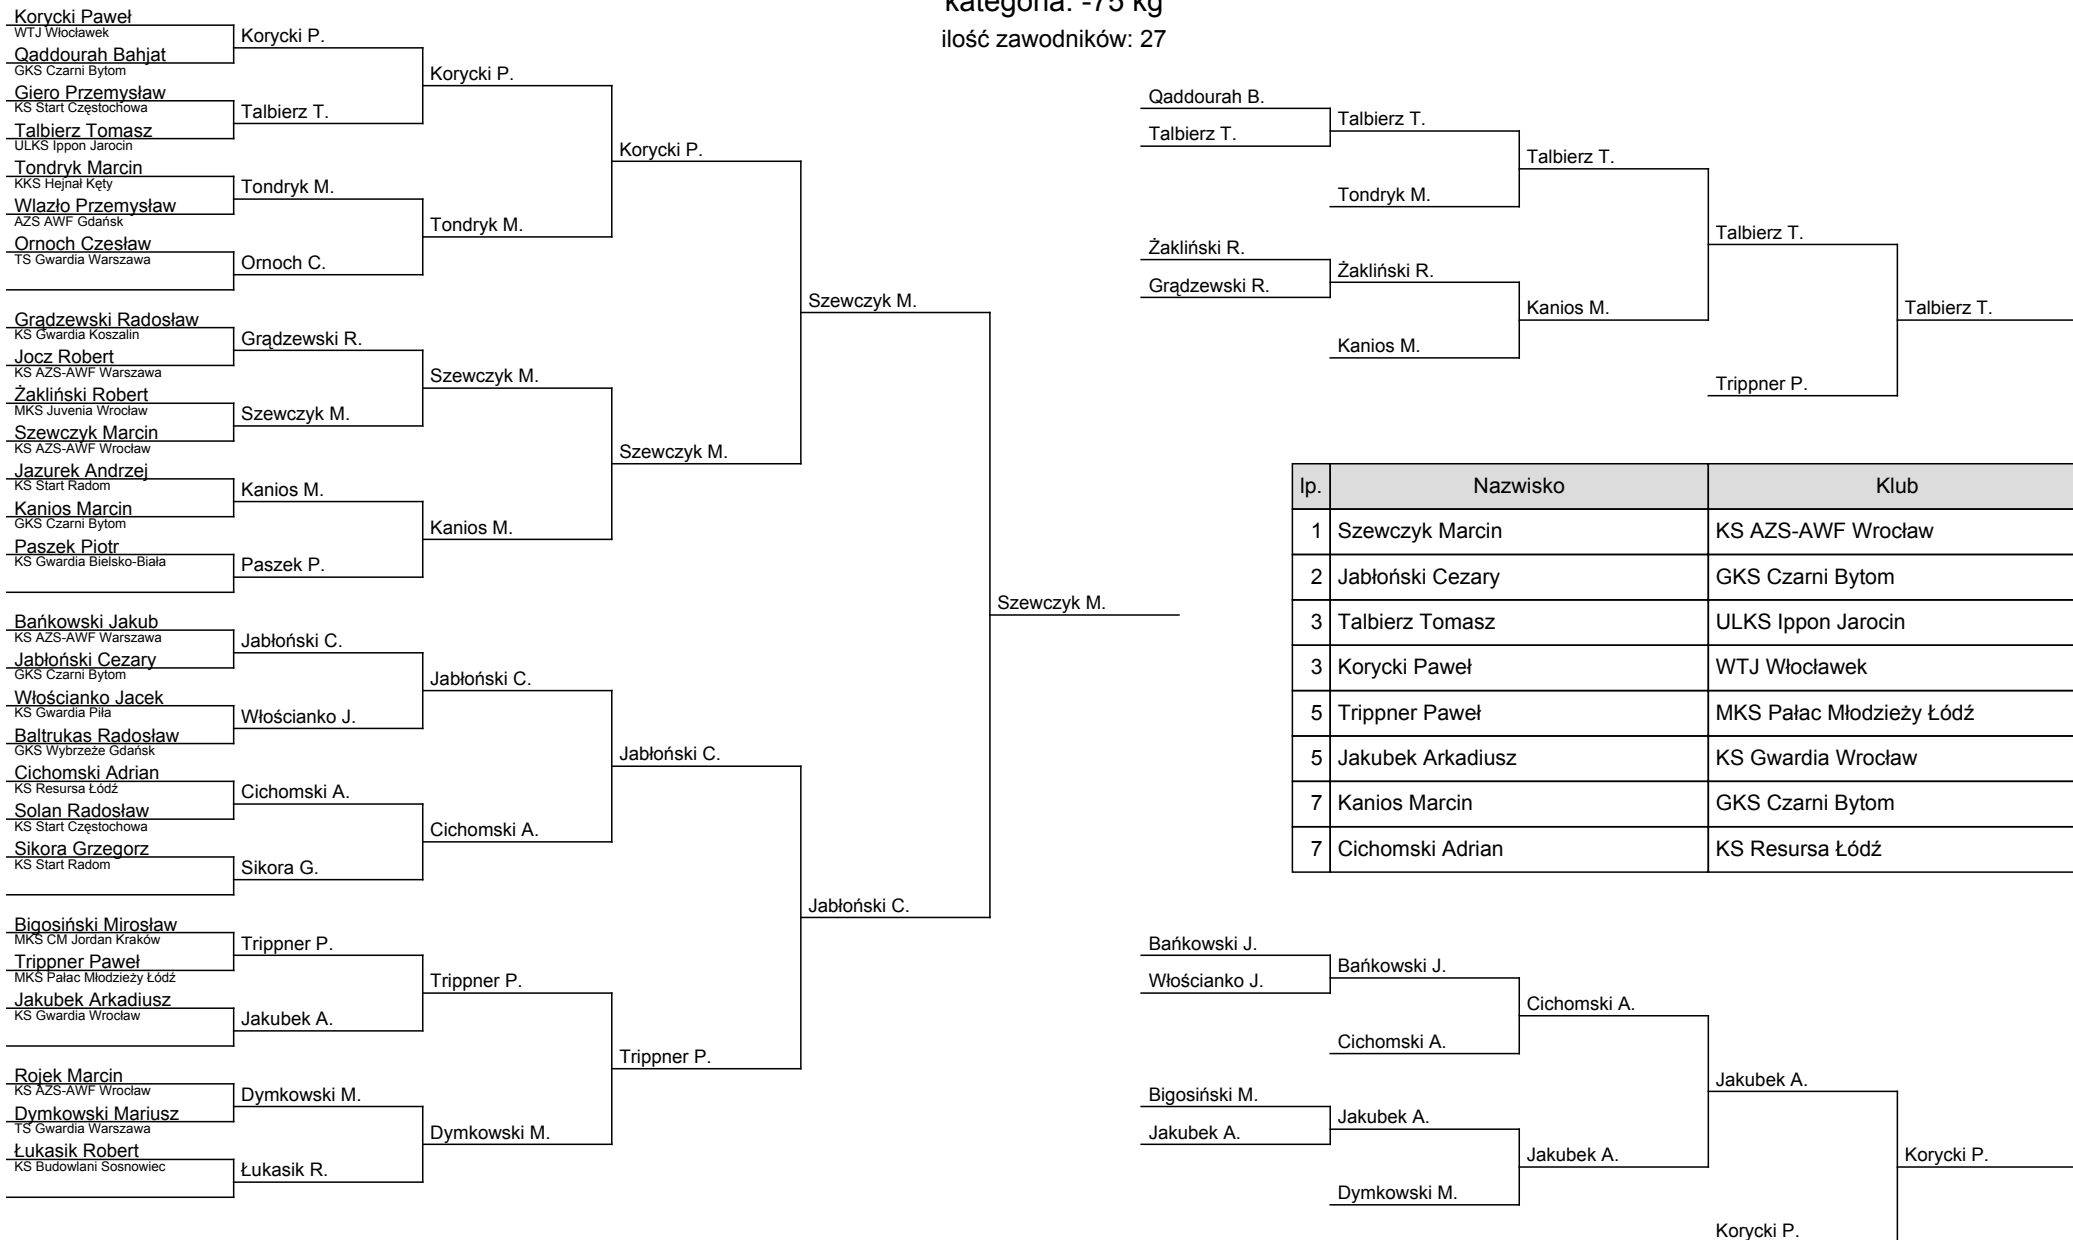 kategoria: -75 kg
ilość zawodników: 27
Korycki Paweł
WTJ Włocławek
Qaddourah Bahjat
GKS Czarni Bytom
Giero Przemysław
KS Start Częstochowa
Talbierz Tomasz
ULKS Ippon Jarocin
Tondryk Marcin
KKS Hejnał Kęty
Wlazło Przemysław
AZS AWF Gdańsk
Ornoch Czesław
TS Gwardia Warszawa
Grądzewski Radosław
KS Gwardia Koszalin
Jocz Robert
KS AZS-AWF Warszawa
Żakliński Robert
MKS Juvenia Wrocław
Szewczyk Marcin
KS AZS-AWF Wrocław
Jazurek Andrzej
KS Start Radom
Kanios Marcin
GKS Czarni Bytom
Paszek Piotr
KS Gwardia Bielsko-Biała
Bańkowski Jakub
KS AZS-AWF Warszawa
Jabłoński Cezary
GKS Czarni Bytom
Włościanko Jacek
KS Gwardia Piła
Baltrukas Radosław
GKS Wybrzeże Gdańsk
Cichomski Adrian
KS Resursa Łódź
Solan Radosław
KS Start Częstochowa
Sikora Grzegorz
KS Start Radom
Bigosiński Mirosław
MKS CM Jordan Kraków
Trippner Paweł
MKS Pałac Młodzieży Łódź
Jakubek Arkadiusz
KS Gwardia Wrocław
Rojek Marcin
KS AZS-AWF Wrocław
Dymkowski Mariusz
TS Gwardia Warszawa
Łukasik Robert
KS Budowlani Sosnowiec
Korycki P.
Talbierz T.
Tondryk M.
Ornoch C.
Grądzewski R.
Szewczyk M.
Kanios M.
Paszek P.
Jabłoński C.
Włościanko J.
Cichomski A.
Sikora G.
Trippner P.
Jakubek A.
Dymkowski M.
Łukasik R.
Korycki P.
Tondryk M.
Szewczyk M.
Kanios M.
Jabłoński C.
Cichomski A.
Trippner P.
Dymkowski M.
Korycki P.
Szewczyk M.
Jabłoński C.
Trippner P.
Szewczyk M.
Jabłoński C.
Szewczyk M.
Qaddourah B.
Talbierz T.
Żakliński R.
Grądzewski R.
Talbierz T.
Tondryk M.
Żakliński R.
Kanios M.
Talbierz T.
Kanios M.
Talbierz T.
Trippner P.
Talbierz T.
lp. Nazwisko Klub
1 Szewczyk Marcin KS AZS-AWF Wrocław
2 Jabłoński Cezary GKS Czarni Bytom
3 Talbierz Tomasz ULKS Ippon Jarocin
3 Korycki Paweł WTJ Włocławek
5 Trippner Paweł MKS Pałac Młodzieży Łódź
5 Jakubek Arkadiusz KS Gwardia Wrocław
7 Kanios Marcin GKS Czarni Bytom
7 Cichomski Adrian KS Resursa Łódź
Bańkowski J.
Włościanko J.
Bigosiński M.
Jakubek A.
Bańkowski J.
Cichomski A.
Jakubek A.
Dymkowski M.
Cichomski A.
Jakubek A.
Jakubek A.
Korycki P.
Korycki P.